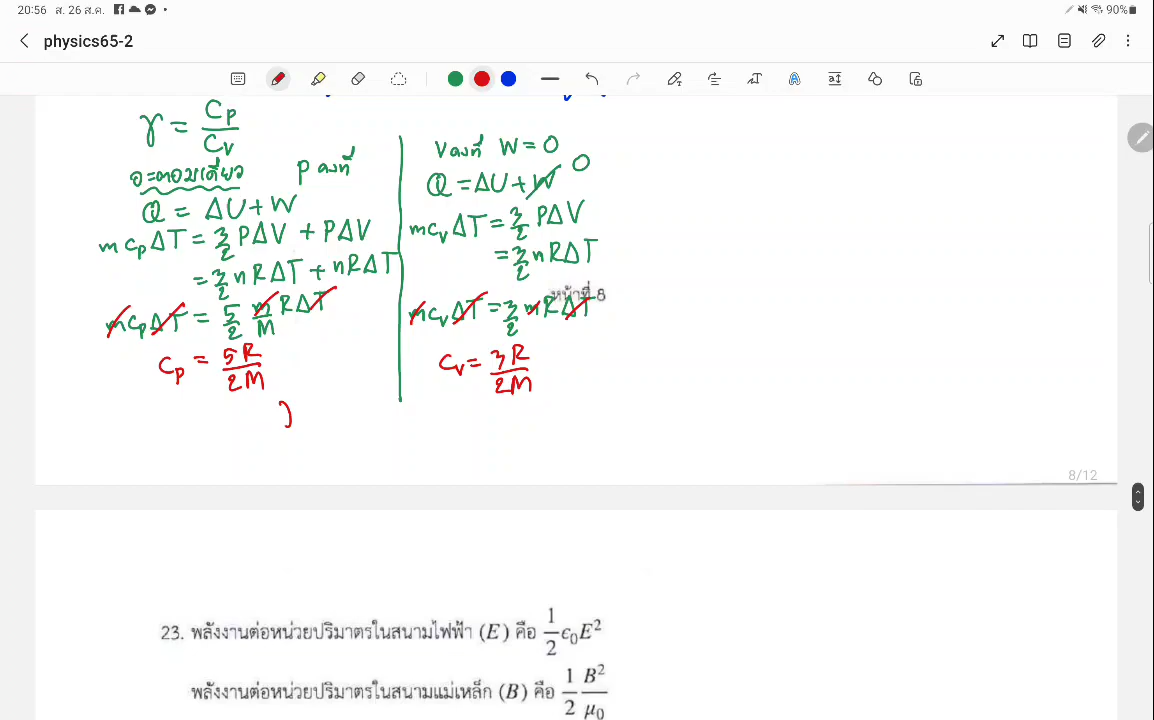 20:56 ส. 26 ส.ค. 90%
physics65-2
γ = Cp/Cv
อะตอมเดี่ยว
P คงที่
Q = ΔU + W
mcpΔT = 3/2 PΔV + PΔV
= 3/2 nRΔT + nRΔT
mcpΔT = 5/2 m/M RΔT
cp = 5R/2M
V คงที่ W = 0
Q = ΔU + W 0
mcvΔT = 3/2 PΔV
= 3/2 nRΔT
หน้าที่ 8
mcvΔT = 3/2 mRΔT
cv = 3R/2M
8/12
23. พลังงานต่อหน่วยปริมาตรในสนามไฟฟ้า (E) คือ 1/2 ϵ₀E²
พลังงานต่อหน่วยปริมาตรในสนามแม่เหล็ก (B) คือ 1/2 B²/μ₀